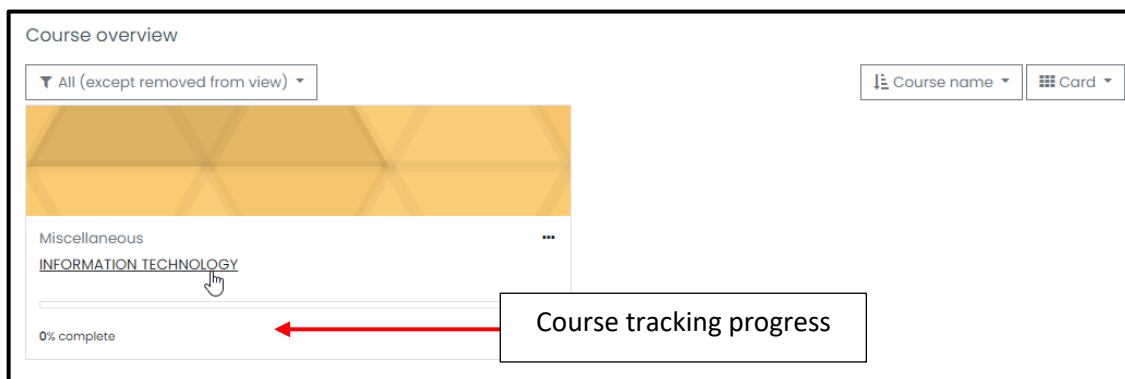 Course overview
All (except removed from view)
Course name
Card
Miscellaneous
INFORMATION TECHNOLOGY
Course tracking progress
0% complete